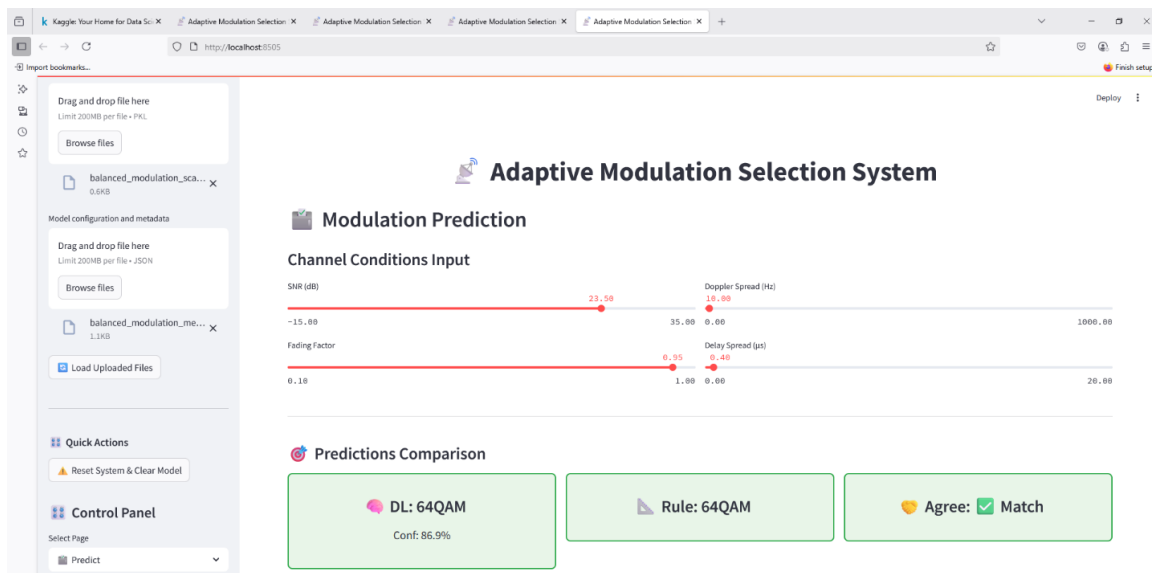 Kaggle: Your Home for Data Sci
Adaptive Modulation Selection
Adaptive Modulation Selection
Adaptive Modulation Selection
Adaptive Modulation Selection
http://localhost:8505
Import bookmarks...
Finish setup
Deploy
Drag and drop file here
Limit 200MB per file • PKL
Browse files
balanced_modulation_sca...
0.6KB
Model configuration and metadata
Drag and drop file here
Limit 200MB per file • JSON
Browse files
balanced_modulation_me...
1.1KB
Load Uploaded Files
Quick Actions
Reset System & Clear Model
Control Panel
Select Page
Predict
Adaptive Modulation Selection System
Modulation Prediction
Channel Conditions Input
SNR (dB)
23.50
-15.00 35.00
Doppler Spread (Hz)
10.00
0.00 1000.00
Fading Factor
0.95
0.10 1.00
Delay Spread (µs)
0.40
0.00 20.00
Predictions Comparison
DL: 64QAM
Conf: 86.9%
Rule: 64QAM
Agree: ✅ Match